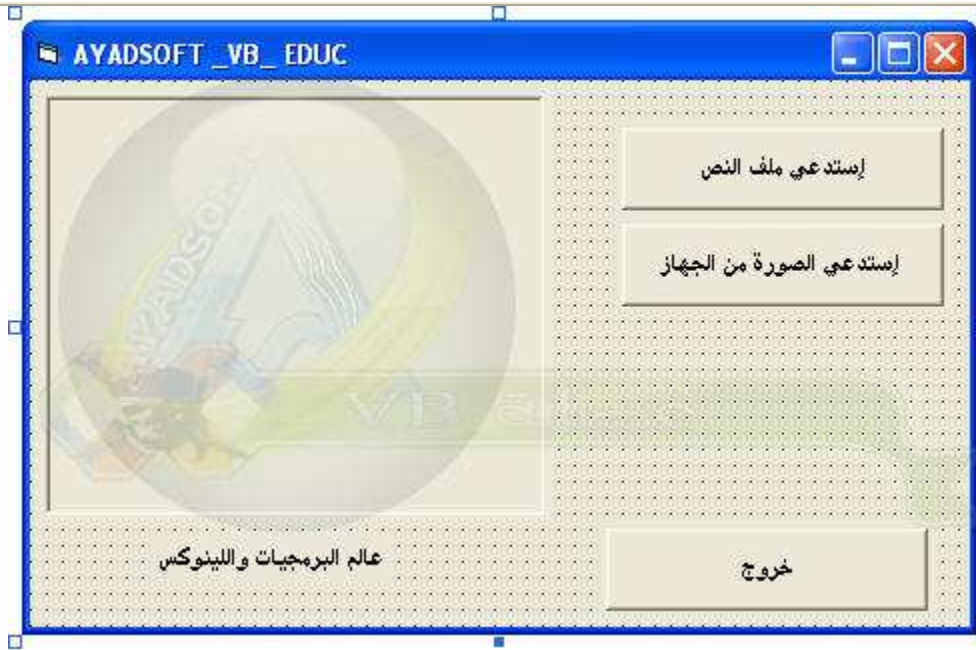 AYADSOFT _VB_ EDUC
إستدعي ملف النص
إستدعي الصورة من الجهاز
عالم البرمجيات واللينوكس
خروج